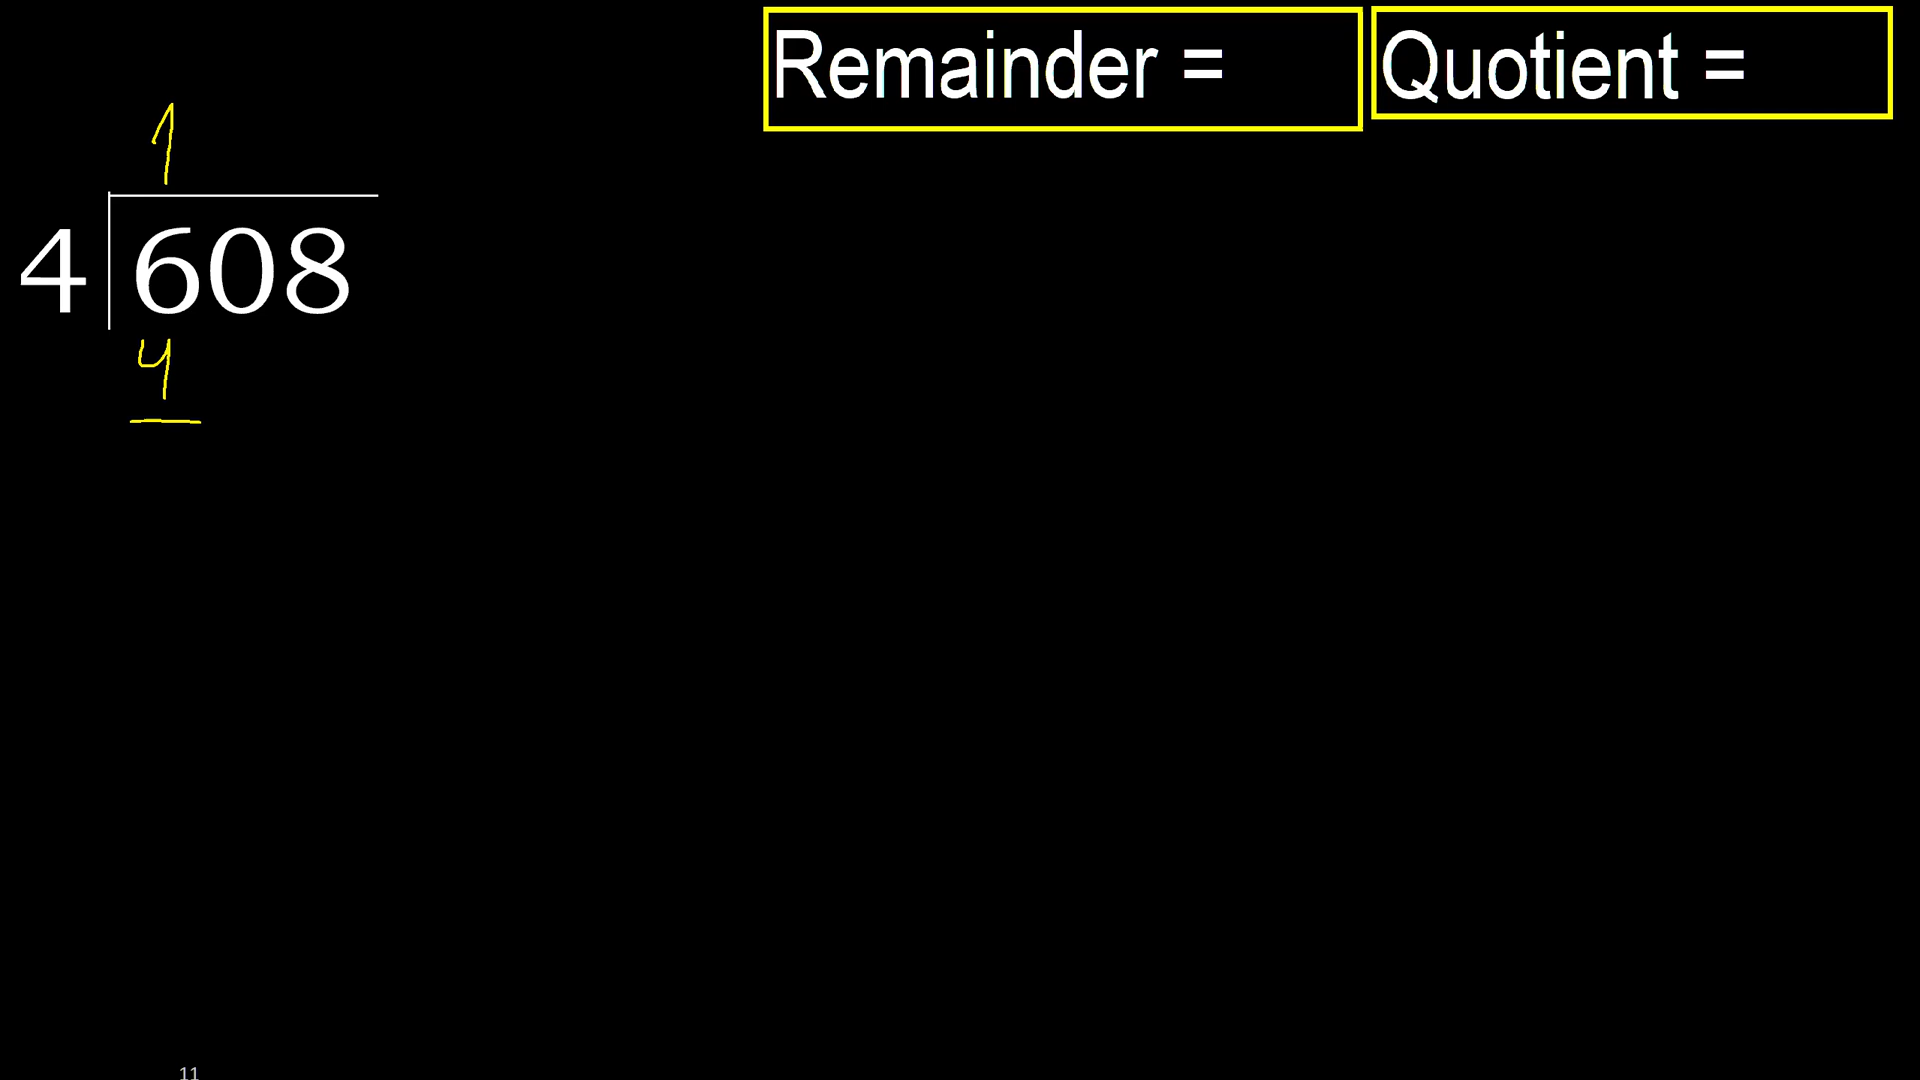 Remainder = Quotient =
1
4 608
4
11